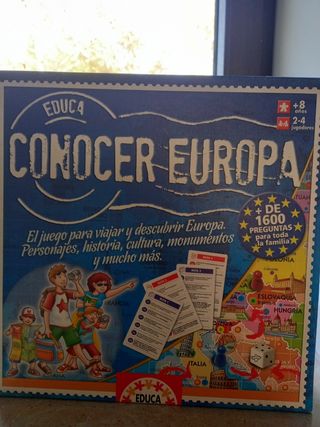 EDUCA
CONOCER EUROPA
+8
años
2-4
jugadores
El juego para viajar y descubrir Europa.
Personajes, historia, cultura, monumentos
y mucho más.
+ DE
1600
PREGUNTAS
para toda
la familia
ESLOVAQUIA
HUNGRIA
ITALIA
EDUCA